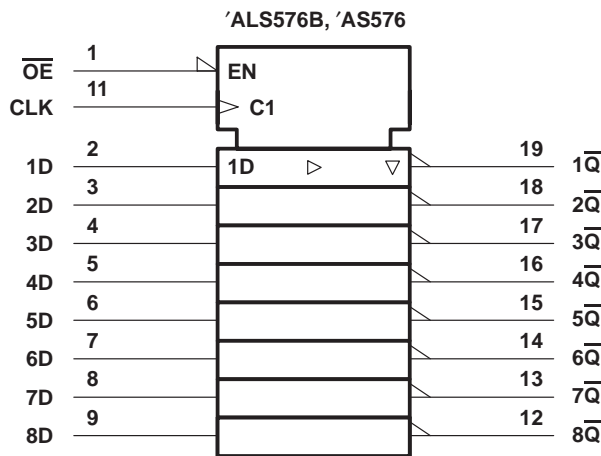 ′ALS576B, ′AS576
O̅E̅ 1 EN
CLK 11 C1
1D 2 1D 19 1Q̅
2D 3 18 2Q̅
3D 4 17 3Q̅
4D 5 16 4Q̅
5D 6 15 5Q̅
6D 7 14 6Q̅
7D 8 13 7Q̅
8D 9 12 8Q̅